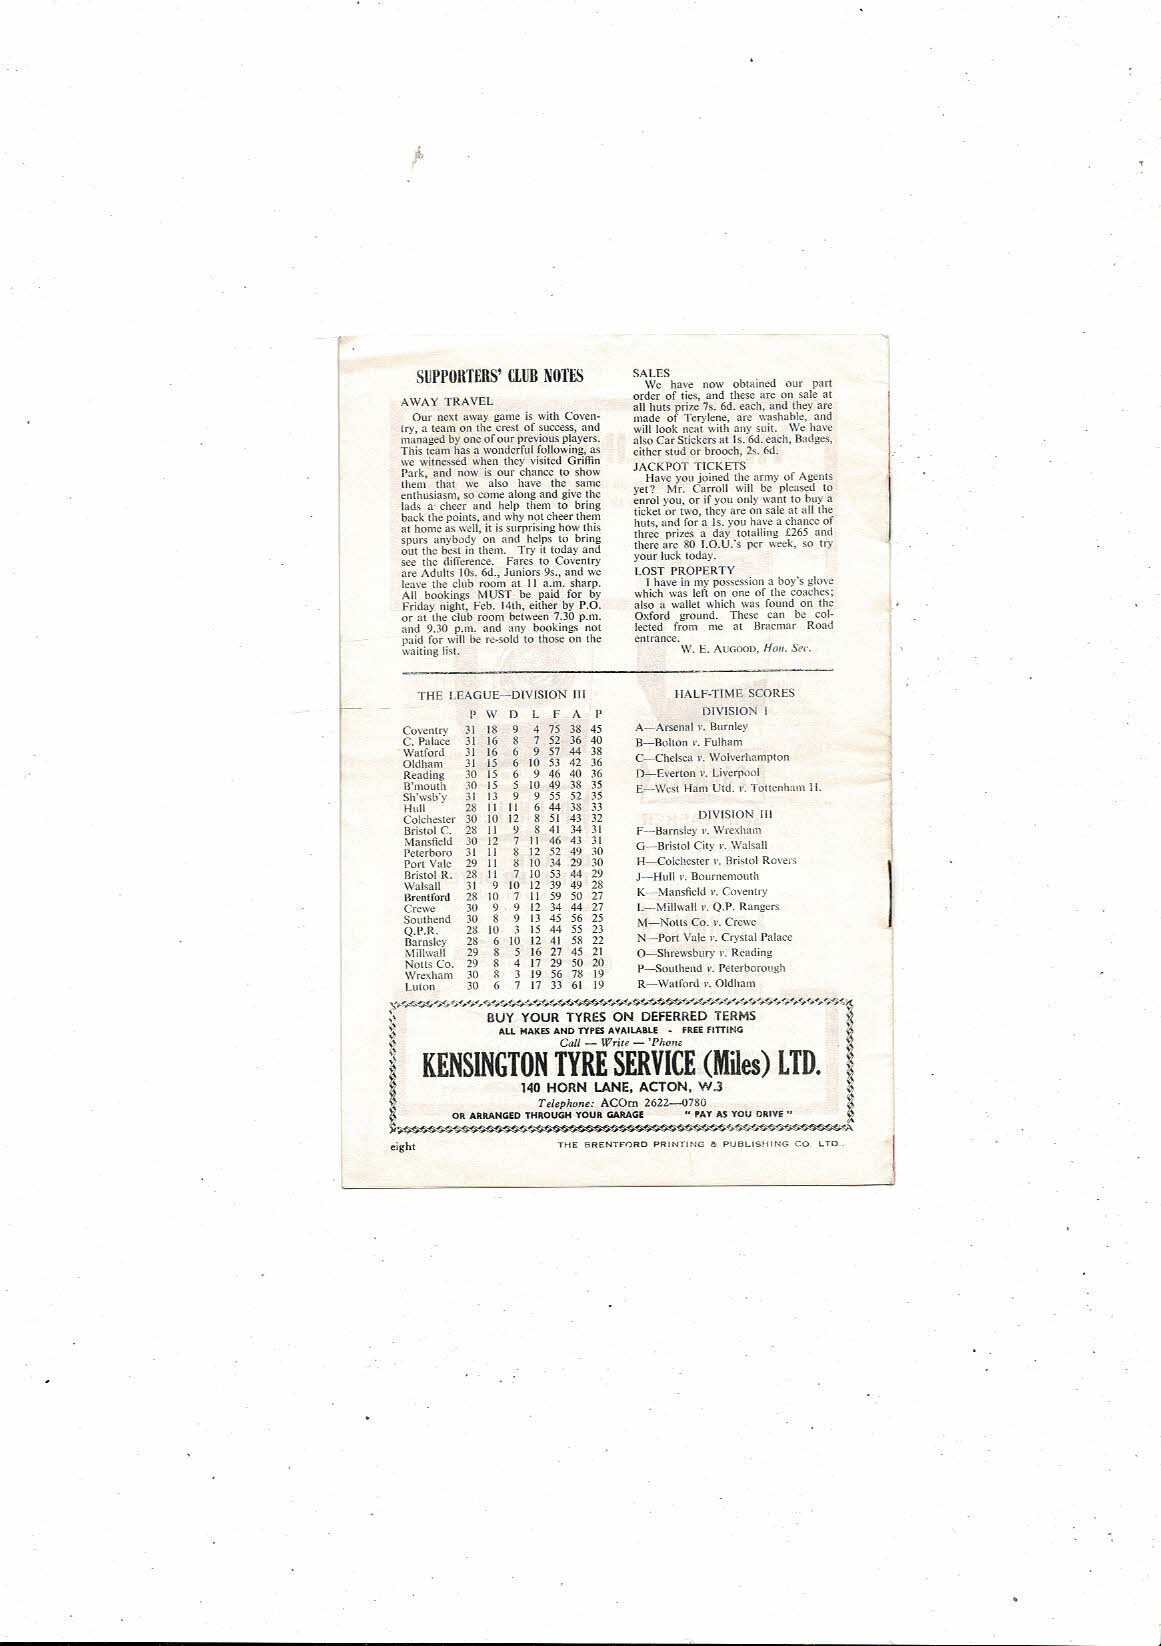 SUPPORTERS' CLUB NOTES
AWAY TRAVEL
Our next away game is with Coven-
try, a team on the crest of success, and
managed by one of our previous players.
This team has a wonderful following, as
we witnessed when they visited Griffin
Park, and now is our chance to show
them that we also have the same
enthusiasm, so come along and give the
lads a cheer and help them to bring
back the points, and why not cheer them
at home as well, it is surprising how this
spurs anybody on and helps to bring
out the best in them. Try it today and
see the difference. Fares to Coventry
are Adults 10s. 6d., Juniors 9s., and we
leave the club room at 11 a.m. sharp.
All bookings MUST be paid for by
Friday night, Feb. 14th, either by P.O.
or at the club room between 7.30 p.m.
and 9.30 p.m. and any bookings not
paid for will be re-sold to those on the
waiting list.
SALES
We have now obtained our part
order of ties, and these are on sale at
all huts prize 7s. 6d. each, and they are
made of Terylene, are washable, and
will look neat with any suit. We have
also Car Stickers at 1s. 6d. each, Badges,
either stud or brooch, 2s. 6d.
JACKPOT TICKETS
Have you joined the army of Agents
yet? Mr. Carroll will be pleased to
enrol you, or if you only want to buy a
ticket or two, they are on sale at all the
huts, and for a 1s. you have a chance of
three prizes a day totalling £265 and
there are 80 I.O.U.'s per week, so try
your luck today.
LOST PROPERTY
I have in my possession a boy's glove
which was left on one of the coaches;
also a wallet which was found on the
Oxford ground. These can be col-
lected from me at Braemar Road
entrance.
W. E. AUGOOD, Hon. Sec.
THE LEAGUE—DIVISION III
P W D L F A P
Coventry 31 18 9 4 75 38 45
C. Palace 31 16 8 7 52 36 40
Watford 31 16 6 9 57 44 38
Oldham 31 15 6 10 53 42 36
Reading 30 15 6 9 46 40 36
B'mouth 30 15 5 10 49 38 35
Sh'wsb'y 31 13 9 9 55 52 35
Hull 28 11 11 6 44 38 33
Colchester 30 10 12 8 51 43 32
Bristol C. 28 11 9 8 41 34 31
Mansfield 30 12 7 11 46 43 31
Peterboro 31 11 8 12 52 49 30
Port Vale 29 11 8 10 34 29 30
Bristol R. 28 11 7 10 53 44 29
Walsall 31 9 10 12 39 49 28
Brentford 28 10 7 11 59 50 27
Crewe 30 9 9 12 34 44 27
Southend 30 8 9 13 45 56 25
Q.P.R. 28 10 3 15 44 55 23
Barnsley 28 6 10 12 41 58 22
Millwall 29 8 5 16 27 45 21
Notts Co. 29 8 4 17 29 50 20
Wrexham 30 8 3 19 56 78 19
Luton 30 6 7 17 33 61 19
HALF-TIME SCORES
DIVISION I
A—Arsenal v. Burnley
B—Bolton v. Fulham
C—Chelsea v. Wolverhampton
D—Everton v. Liverpool
E—West Ham Utd. v. Tottenham H.
DIVISION III
F—Barnsley v. Wrexham
G—Bristol City v. Walsall
H—Colchester v. Bristol Rovers
J—Hull v. Bournemouth
K—Mansfield v. Coventry
L—Millwall v. Q.P. Rangers
M—Notts Co. v. Crewe
N—Port Vale v. Crystal Palace
O—Shrewsbury v. Reading
P—Southend v. Peterborough
R—Watford v. Oldham
BUY YOUR TYRES ON DEFERRED TERMS
ALL MAKES AND TYPES AVAILABLE - FREE FITTING
Call — Write — 'Phone
KENSINGTON TYRE SERVICE (Miles) LTD.
140 HORN LANE, ACTON, W.3
Telephone: ACOrn 2622—0780
OR ARRANGED THROUGH YOUR GARAGE " PAY AS YOU DRIVE "
eight
THE BRENTFORD PRINTING & PUBLISHING CO. LTD.